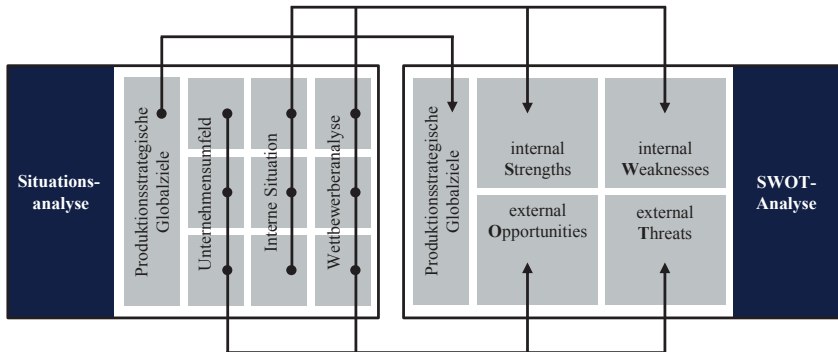 Situations-
analyse
Produktionsstrategische
Globalziele
Unternehmensumfeld
Interne Situation
Wettbewerberanalyse
Produktionsstrategische
Globalziele
internal
Strengths
internal
Weaknesses
external
Opportunities
external
Threats
SWOT-
Analyse